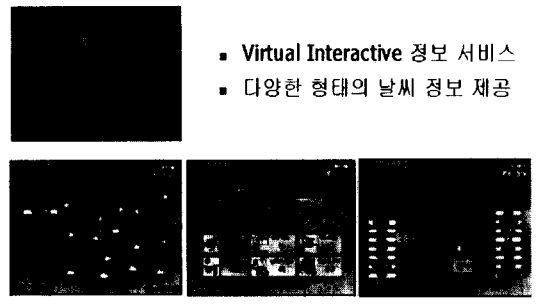 ▪ Virtual Interactive 정보 서비스
▪ 다양한 형태의 날씨 정보 제공